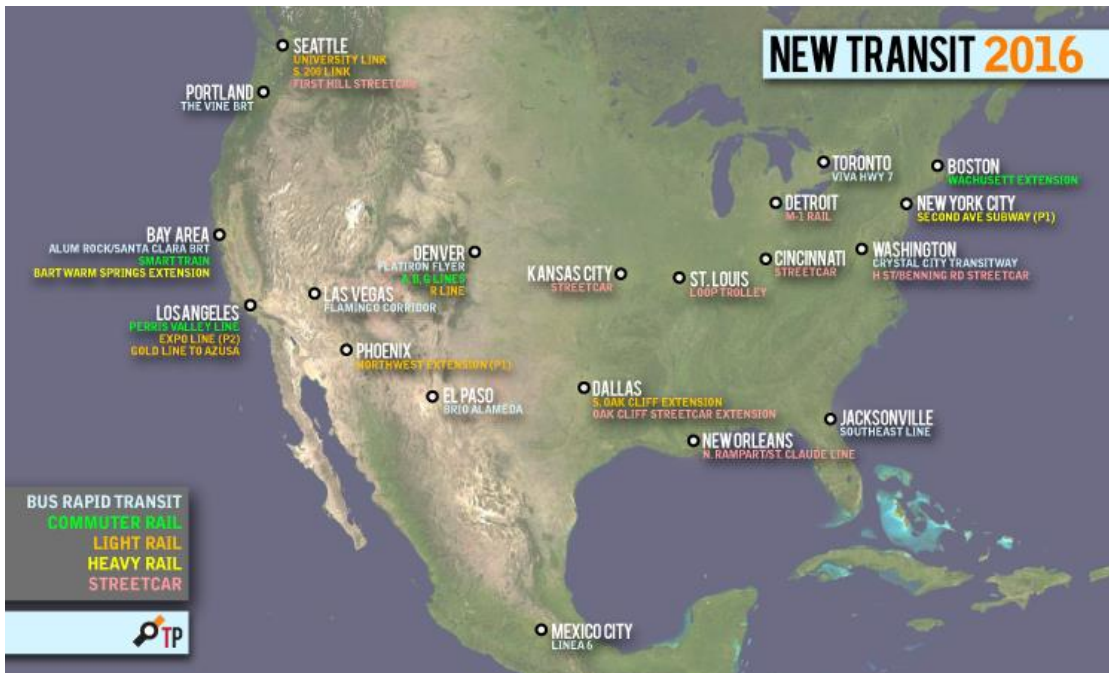 NEW TRANSIT 2016
SEATTLE
UNIVERSITY LINK
S. 200 LINK
FIRST HILL STREETCAR
PORTLAND
THE VINE BRT
TORONTO
VIVA HWY 7
BOSTON
WACHUSETT EXTENSION
DETROIT
M-1 RAIL
NEW YORK CITY
SECOND AVE SUBWAY (P1)
BAY AREA
ALUM ROCK/SANTA CLARA BRT
SMART TRAIN
BART WARM SPRINGS EXTENSION
DENVER
FLATIRON FLYER
A, B, G LINES
R LINE
KANSAS CITY
STREETCAR
ST. LOUIS
LOOP TROLLEY
CINCINNATI
STREETCAR
WASHINGTON
CRYSTAL CITY TRANSITWAY
H ST/BENNING RD STREETCAR
LAS VEGAS
FLAMINGO CORRIDOR
LOS ANGELES
PERRIS VALLEY LINE
EXPO LINE (P2)
GOLD LINE TO AZUSA
PHOENIX
NORTHWEST EXTENSION (P1)
EL PASO
BRIO ALAMEDA
DALLAS
S. OAK CLIFF EXTENSION
OAK CLIFF STREETCAR EXTENSION
JACKSONVILLE
SOUTHEAST LINE
NEW ORLEANS
N. RAMPART/ST. CLAUDE LINE
BUS RAPID TRANSIT
COMMUTER RAIL
LIGHT RAIL
HEAVY RAIL
STREETCAR
TP
MEXICO CITY
LINEA 6